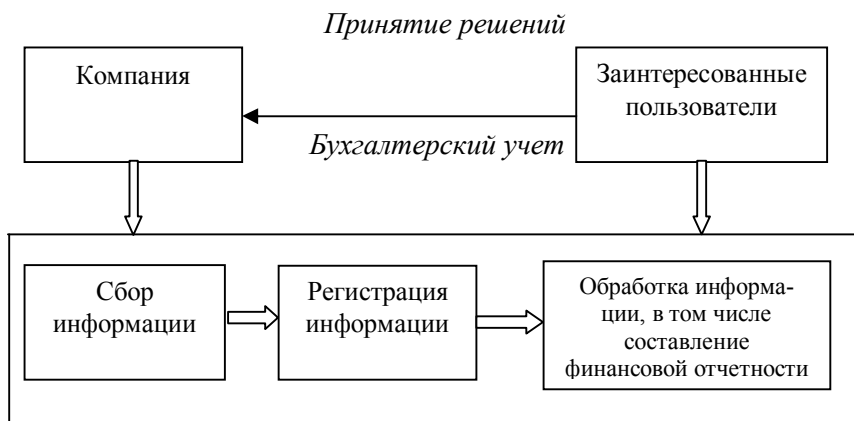 Принятие решений
Компания
Заинтересованные
пользователи
Бухгалтерский учет
Сбор
информации
Регистрация
информации
Обработка информа-
ции, в том числе
составление
финансовой отчетности